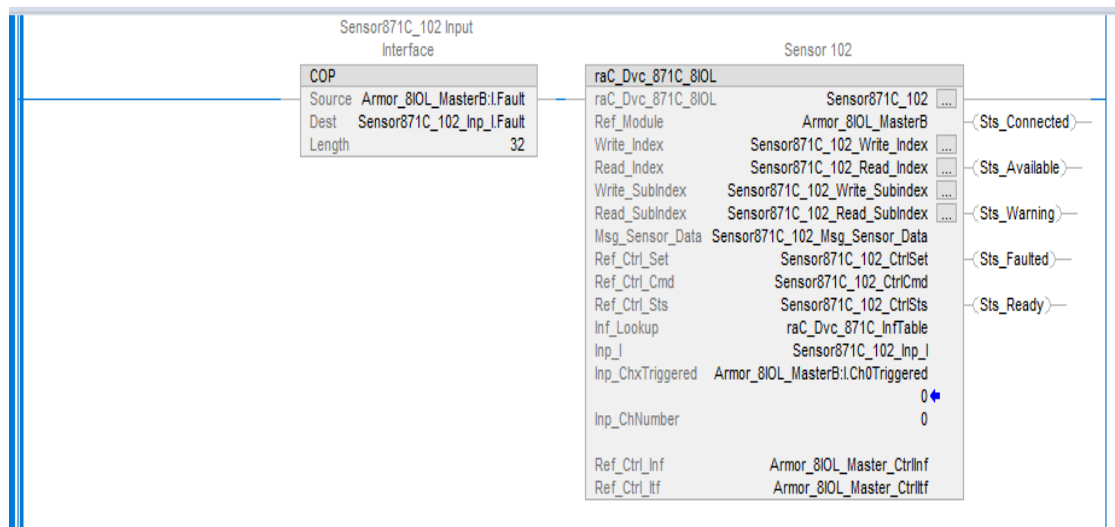 Sensor871C_102 Input
Interface
COP
Source Armor_8IOL_MasterB:I.Fault
Dest Sensor871C_102_Inp_I.Fault
Length 32
Sensor 102
raC_Dvc_871C_8IOL
raC_Dvc_871C_8IOL Sensor871C_102 ...
Ref_Module Armor_8IOL_MasterB
Write_Index Sensor871C_102_Write_Index ...
Read_Index Sensor871C_102_Read_Index ...
Write_SubIndex Sensor871C_102_Write_Subindex ...
Read_SubIndex Sensor871C_102_Read_SubIndex ...
Msg_Sensor_Data Sensor871C_102_Msg_Sensor_Data
Ref_Ctrl_Set Sensor871C_102_CtrlSet
Ref_Ctrl_Cmd Sensor871C_102_CtrlCmd
Ref_Ctrl_Sts Sensor871C_102_CtrlSts
Inf_Lookup raC_Dvc_871C_InfTable
Inp_I Sensor871C_102_Inp_I
Inp_ChxTriggered Armor_8IOL_MasterB:I.Ch0Triggered
0
Inp_ChNumber 0
Ref_Ctrl_Inf Armor_8IOL_Master_CtrlInf
Ref_Ctrl_Itf Armor_8IOL_Master_CtrlItf
(Sts_Connected)
(Sts_Available)
(Sts_Warning)
(Sts_Faulted)
(Sts_Ready)